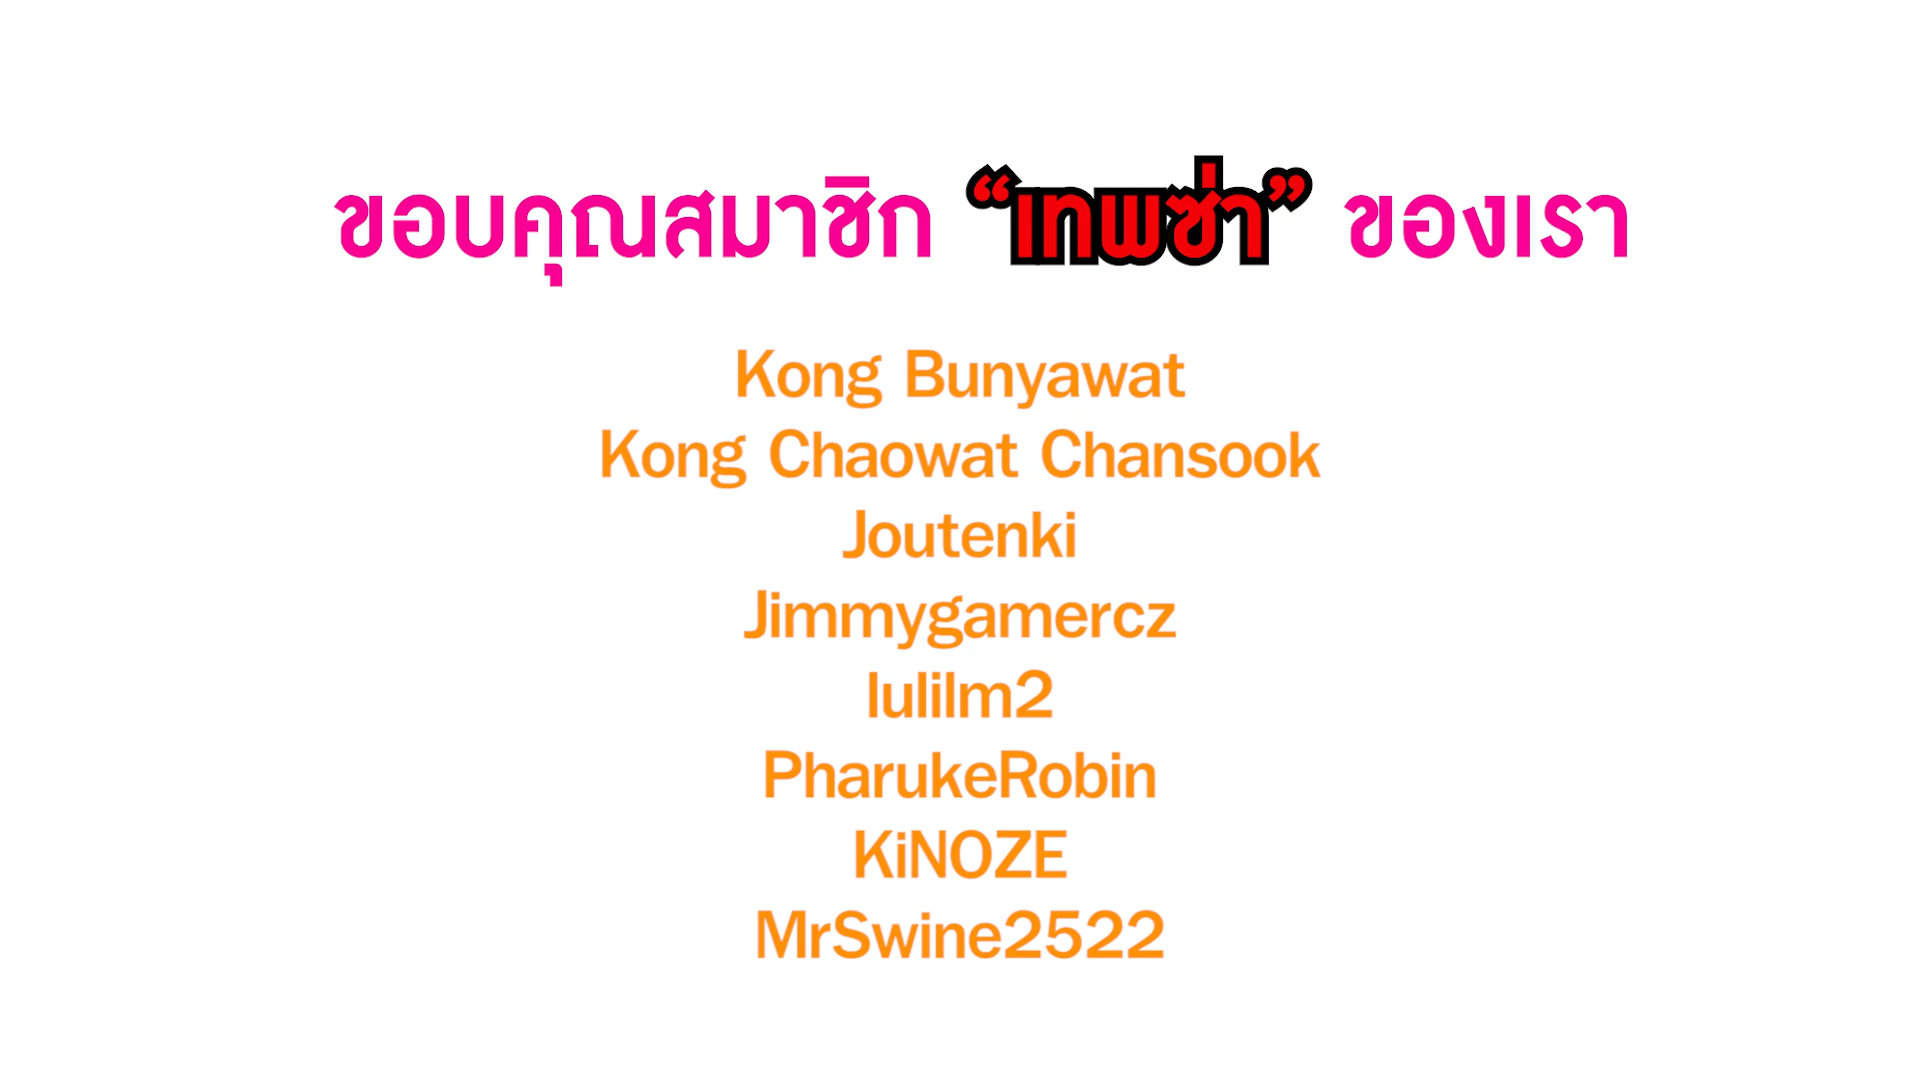 ขอบคุณสมาชิก “เทพซ่า” ของเรา
Kong Bunyawat
Kong Chaowat Chansook
Joutenki
Jimmygamercz
lulilm2
PharukeRobin
KiNOZE
MrSwine2522